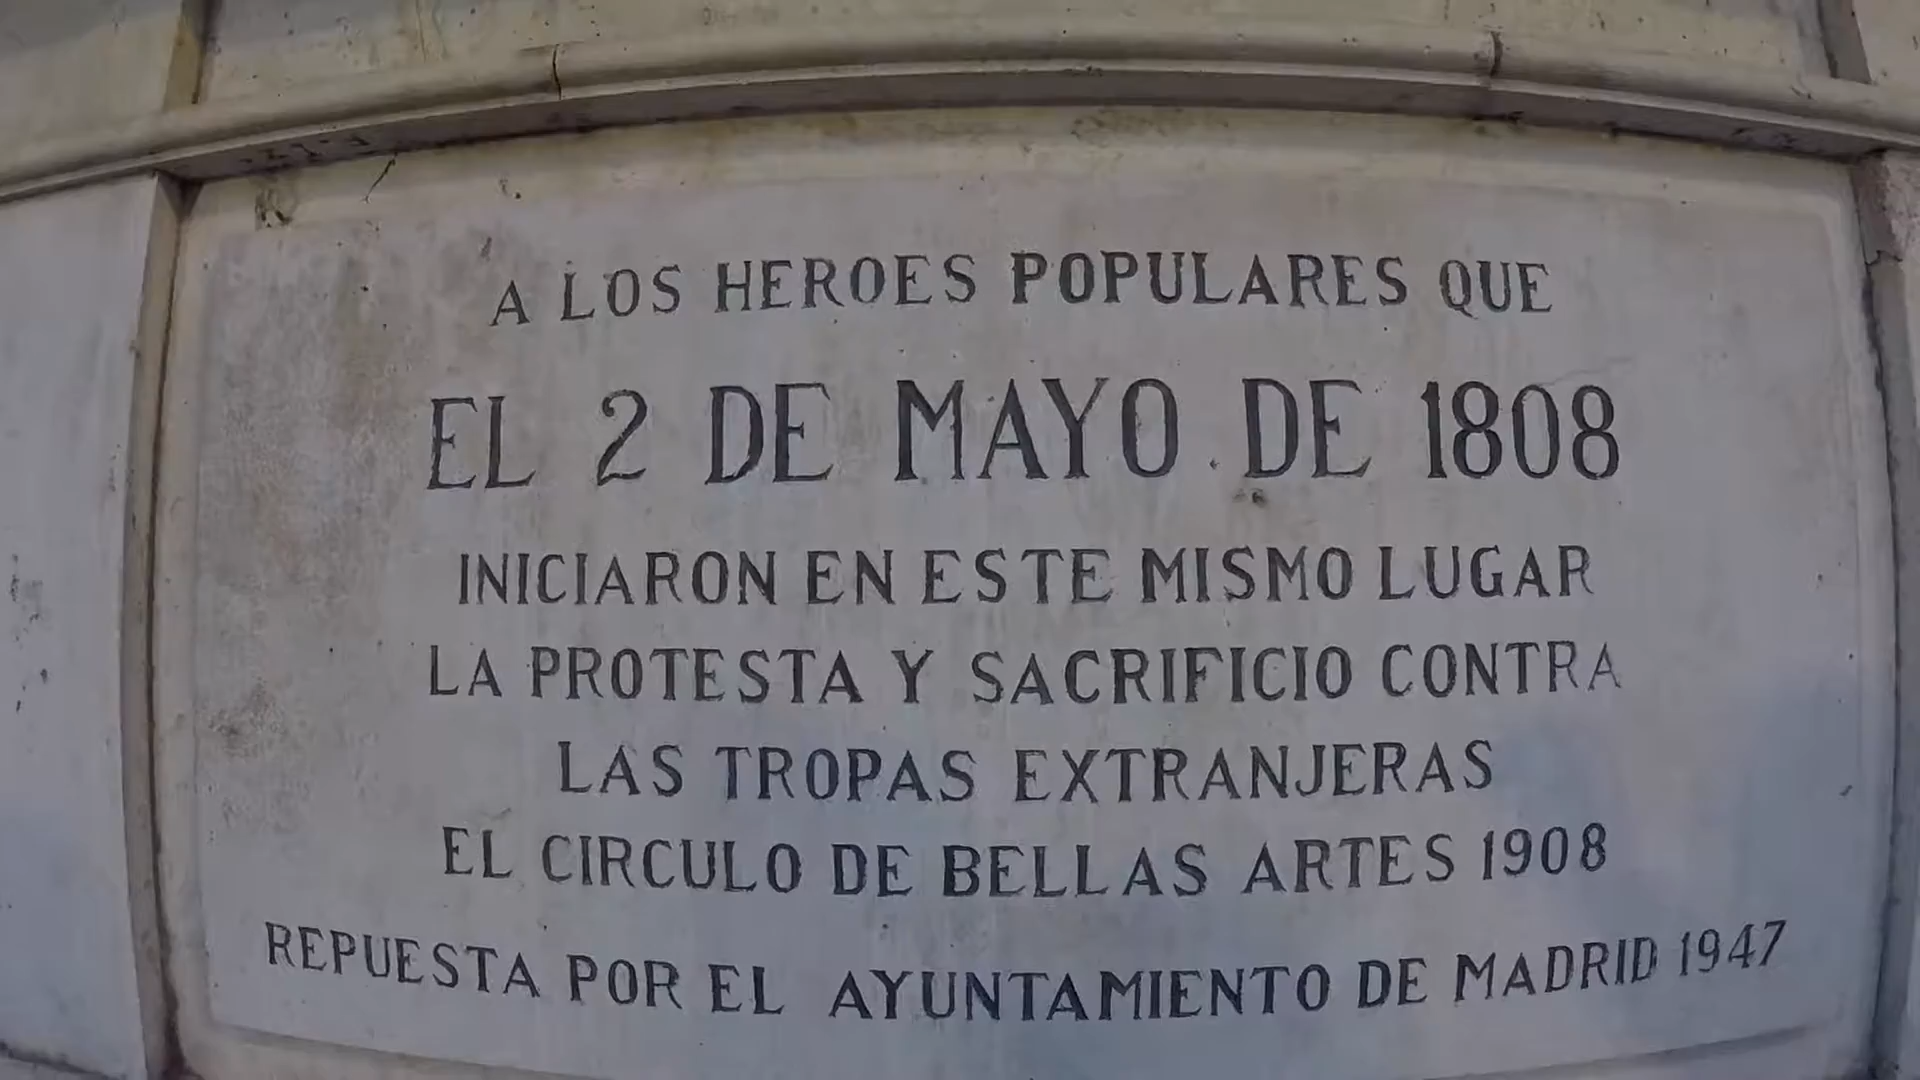 A LOS HEROES POPULARES QUE
EL 2 DE MAYO DE 1808
INICIARON EN ESTE MISMO LUGAR
LA PROTESTA Y SACRIFICIO CONTRA
LAS TROPAS EXTRANJERAS
EL CIRCULO DE BELLAS ARTES 1908
REPUESTA POR EL AYUNTAMIENTO DE MADRID 1947